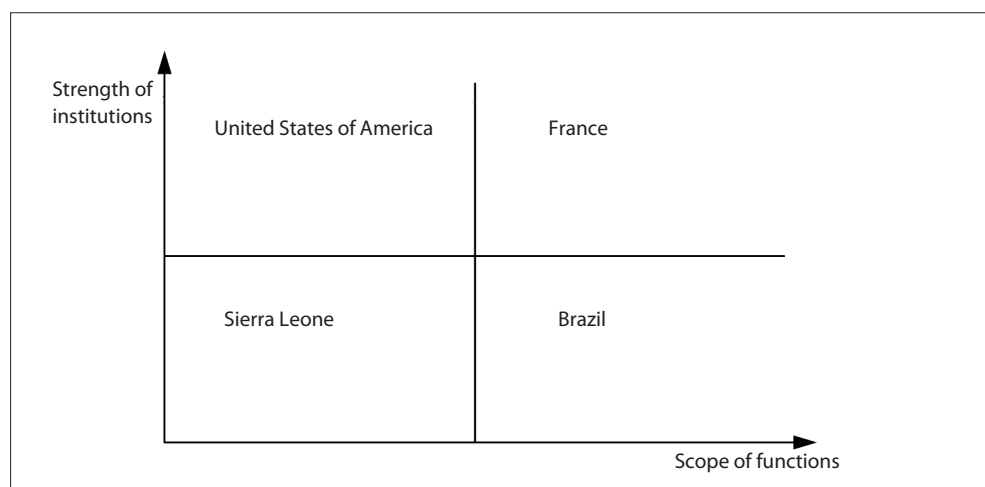 Strength of
institutions
United States of America
France
Sierra Leone
Brazil
Scope of functions